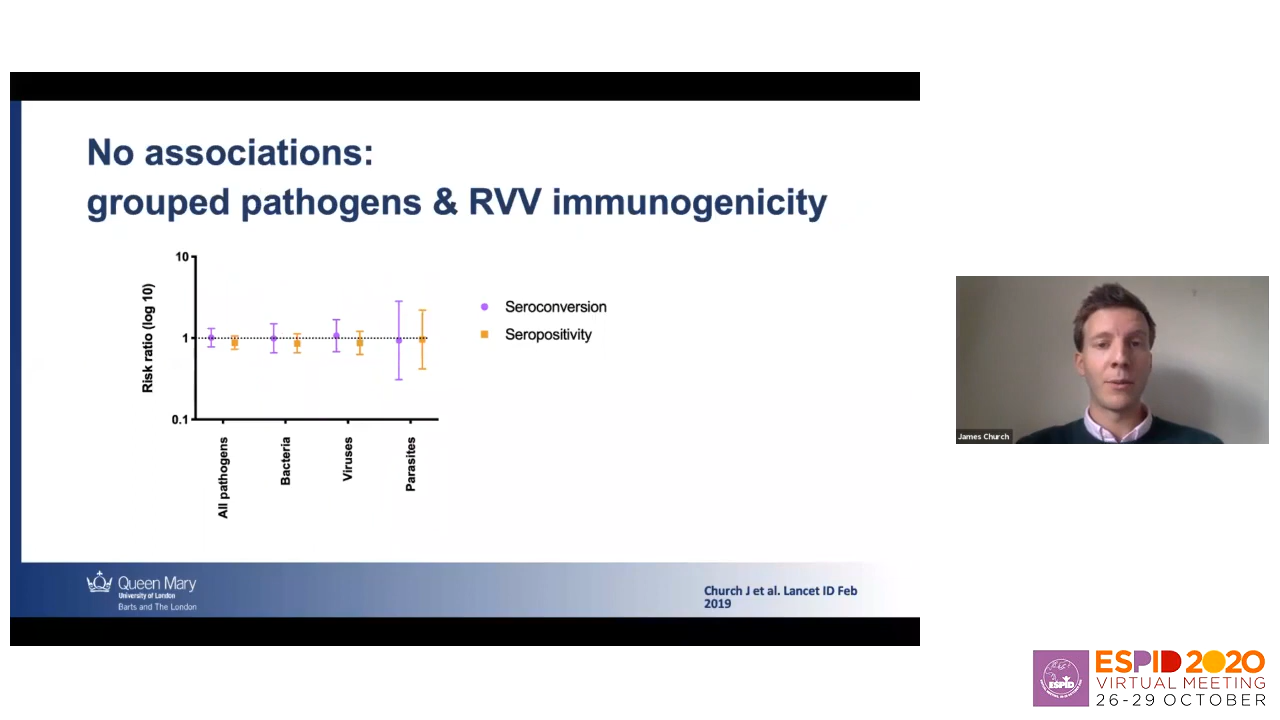 No associations:
grouped pathogens & RVV immunogenicity
10
1
0.1
Risk ratio (log 10)
All pathogens
Bacteria
Viruses
Parasites
Seroconversion
Seropositivity
Queen Mary
University of London
Barts and The London
Church J et al. Lancet ID Feb
2019
James Church
ESPID
ESPID 2020
VIRTUAL MEETING
26-29 OCTOBER